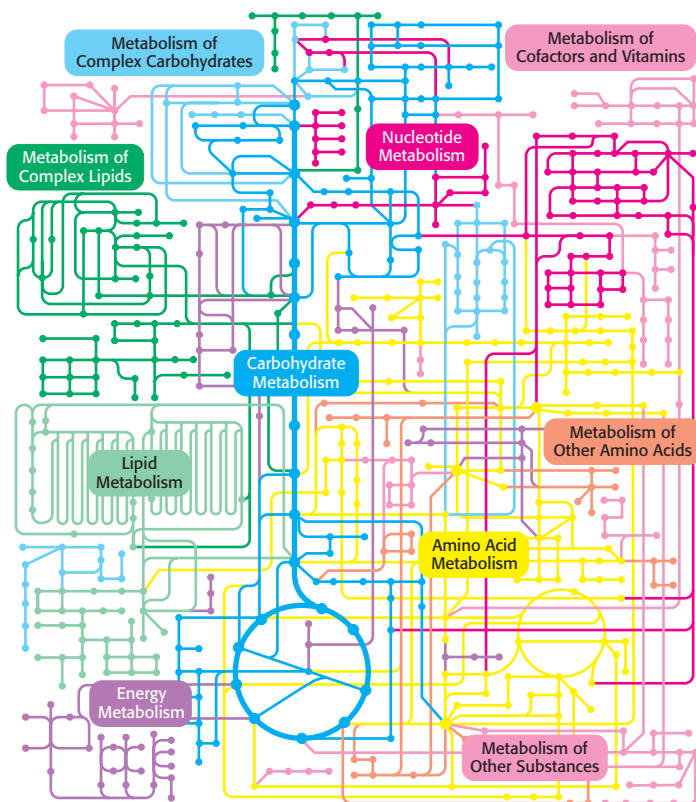 Metabolism of
Complex Carbohydrates
Metabolism of
Cofactors and Vitamins
Nucleotide
Metabolism
Metabolism of
Complex Lipids
Carbohydrate
Metabolism
Metabolism of
Other Amino Acids
Lipid
Metabolism
Amino Acid
Metabolism
Energy
Metabolism
Metabolism of
Other Substances